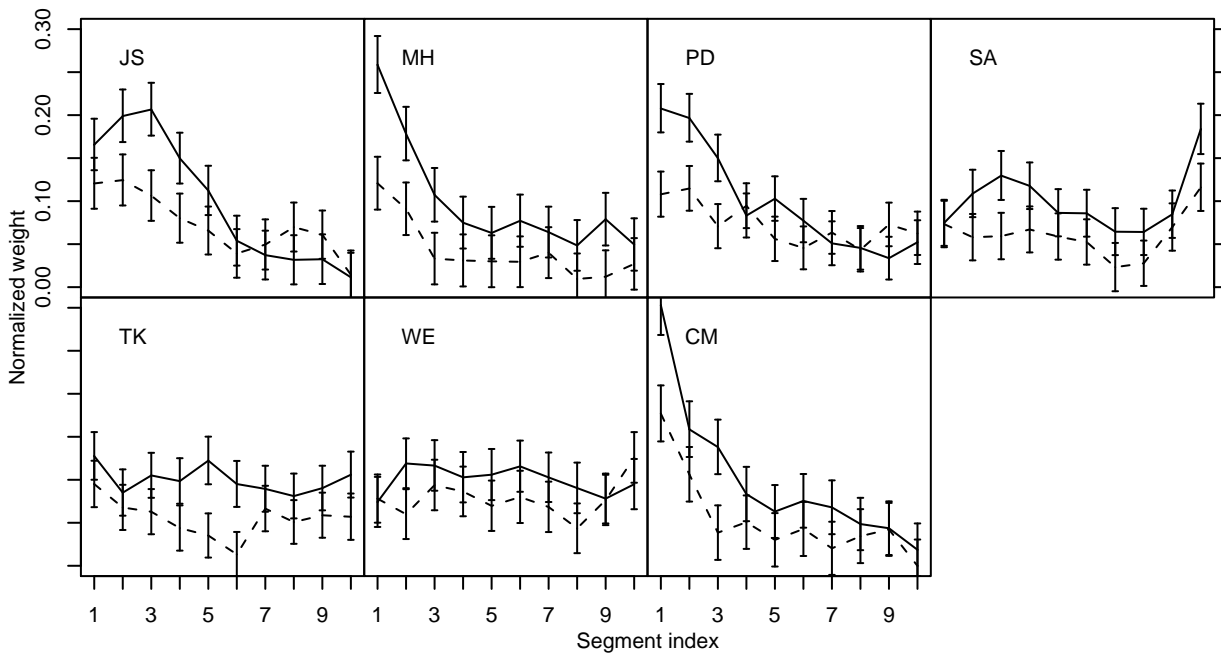 0.30
0.20
0.10
0.00
Normalized weight
JS
MH
PD
SA
TK
WE
CM
1 3 5 7 9 1 3 5 7 9 1 3 5 7 9
Segment index